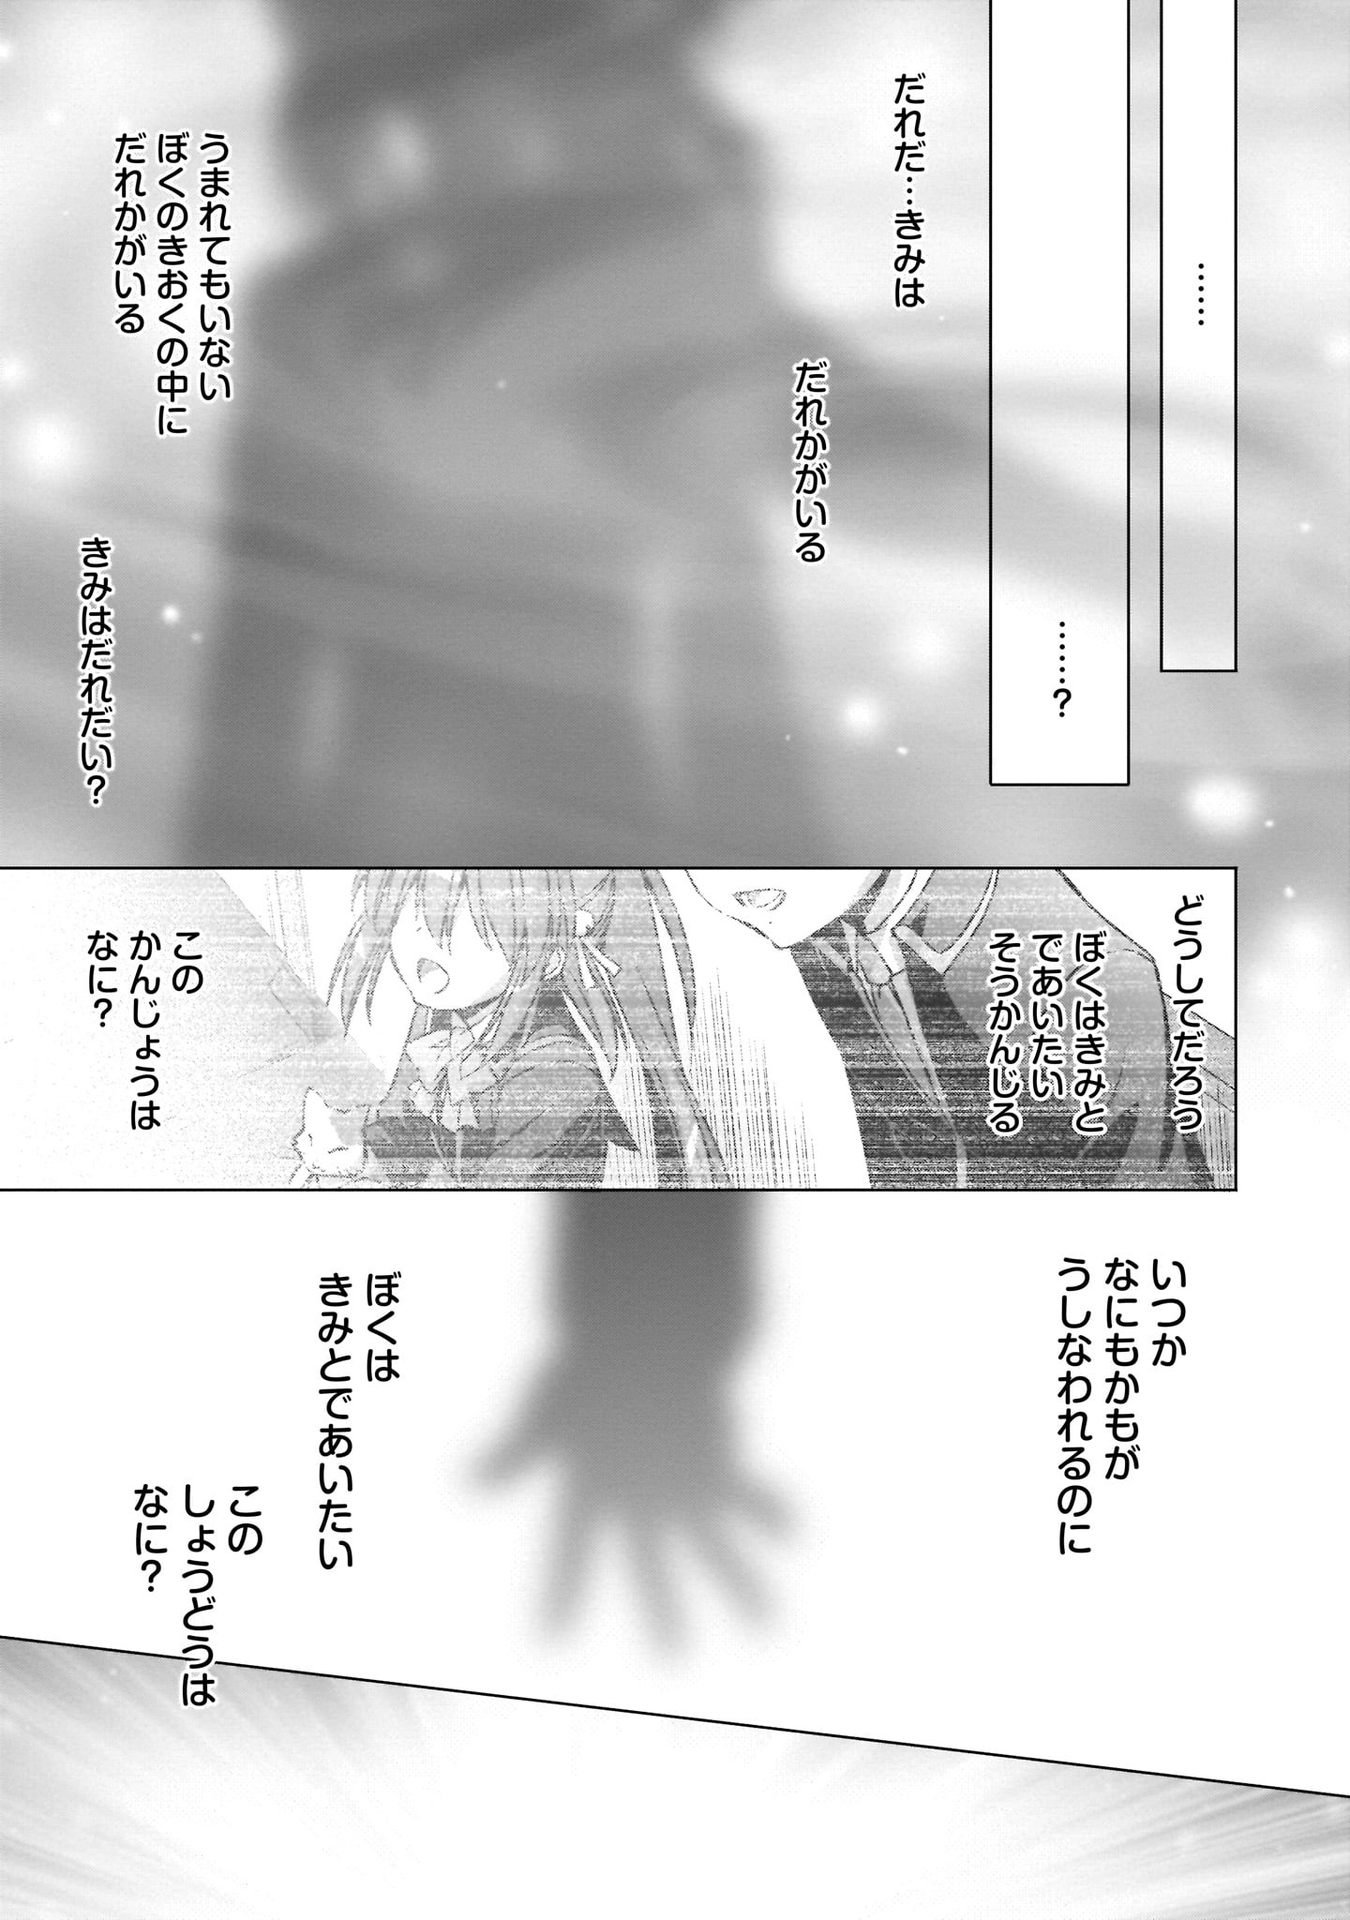 ……
……？
だれだ…きみは
だれかがいる
うまれてもいない
ぼくのきおくの中に
だれかがいる
きみはだれだい？
どうしてだろう
ぼくはきみと
であいたい
そうかんじる
この
かんじょうは
なに？
いつか
なにもかもが
うしなわれるのに
ぼくは
きみとであいたい
この
しょうどうは
なに？